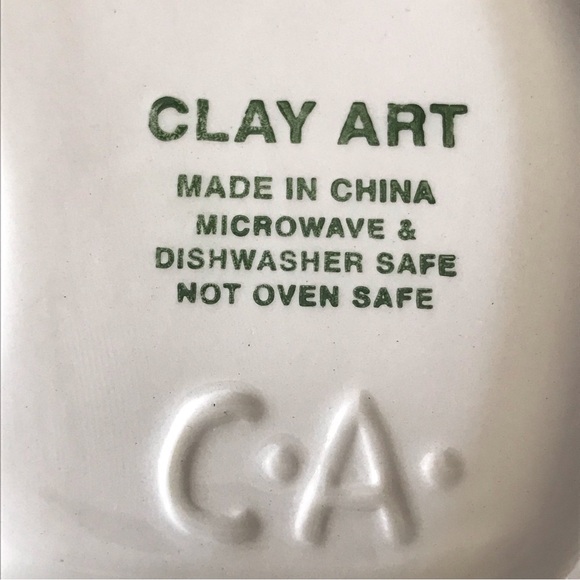 CLAY ART
MADE IN CHINA
MICROWAVE &
DISHWASHER SAFE
NOT OVEN SAFE
C·A·